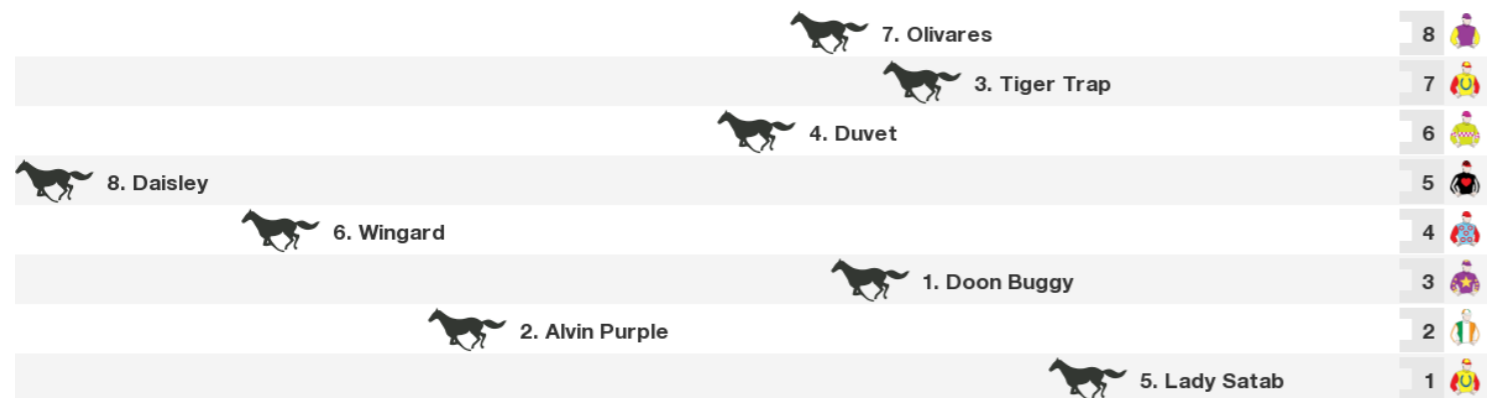 7. Olivares 8
3. Tiger Trap 7
4. Duvet 6
8. Daisley 5
6. Wingard 4
1. Doon Buggy 3
2. Alvin Purple 2
5. Lady Satab 1